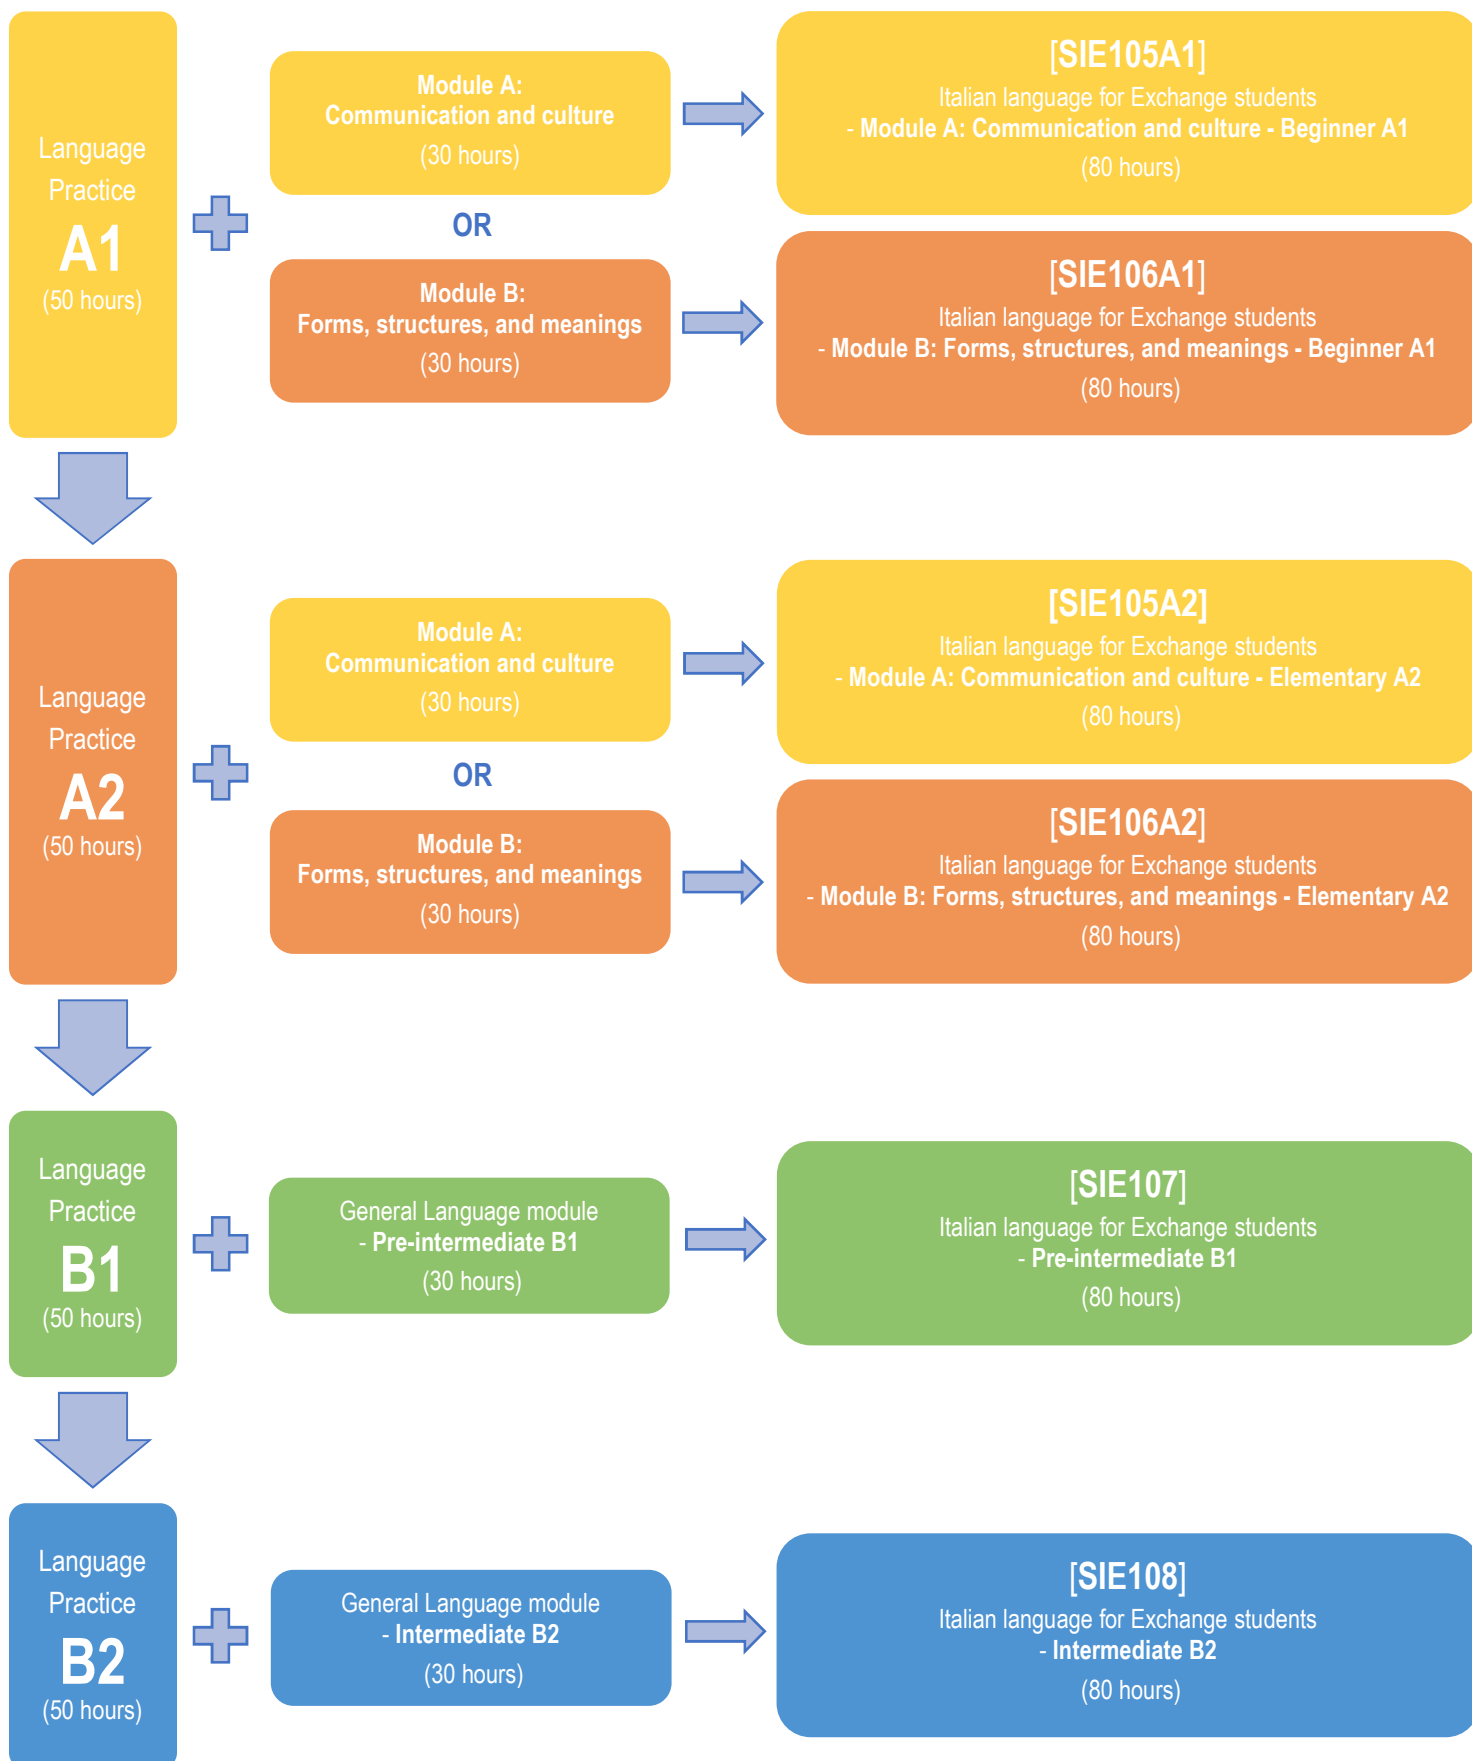 Language
Practice
A1
(50 hours)
Module A:
Communication and culture
(30 hours)
OR
Module B:
Forms, structures, and meanings
(30 hours)
[SIE105A1]
Italian language for Exchange students
- Module A: Communication and culture - Beginner A1
(80 hours)
[SIE106A1]
Italian language for Exchange students
- Module B: Forms, structures, and meanings - Beginner A1
(80 hours)
Language
Practice
A2
(50 hours)
Module A:
Communication and culture
(30 hours)
OR
Module B:
Forms, structures, and meanings
(30 hours)
[SIE105A2]
Italian language for Exchange students
- Module A: Communication and culture - Elementary A2
(80 hours)
[SIE106A2]
Italian language for Exchange students
- Module B: Forms, structures, and meanings - Elementary A2
(80 hours)
Language
Practice
B1
(50 hours)
General Language module
- Pre-intermediate B1
(30 hours)
[SIE107]
Italian language for Exchange students
- Pre-intermediate B1
(80 hours)
Language
Practice
B2
(50 hours)
General Language module
- Intermediate B2
(30 hours)
[SIE108]
Italian language for Exchange students
- Intermediate B2
(80 hours)